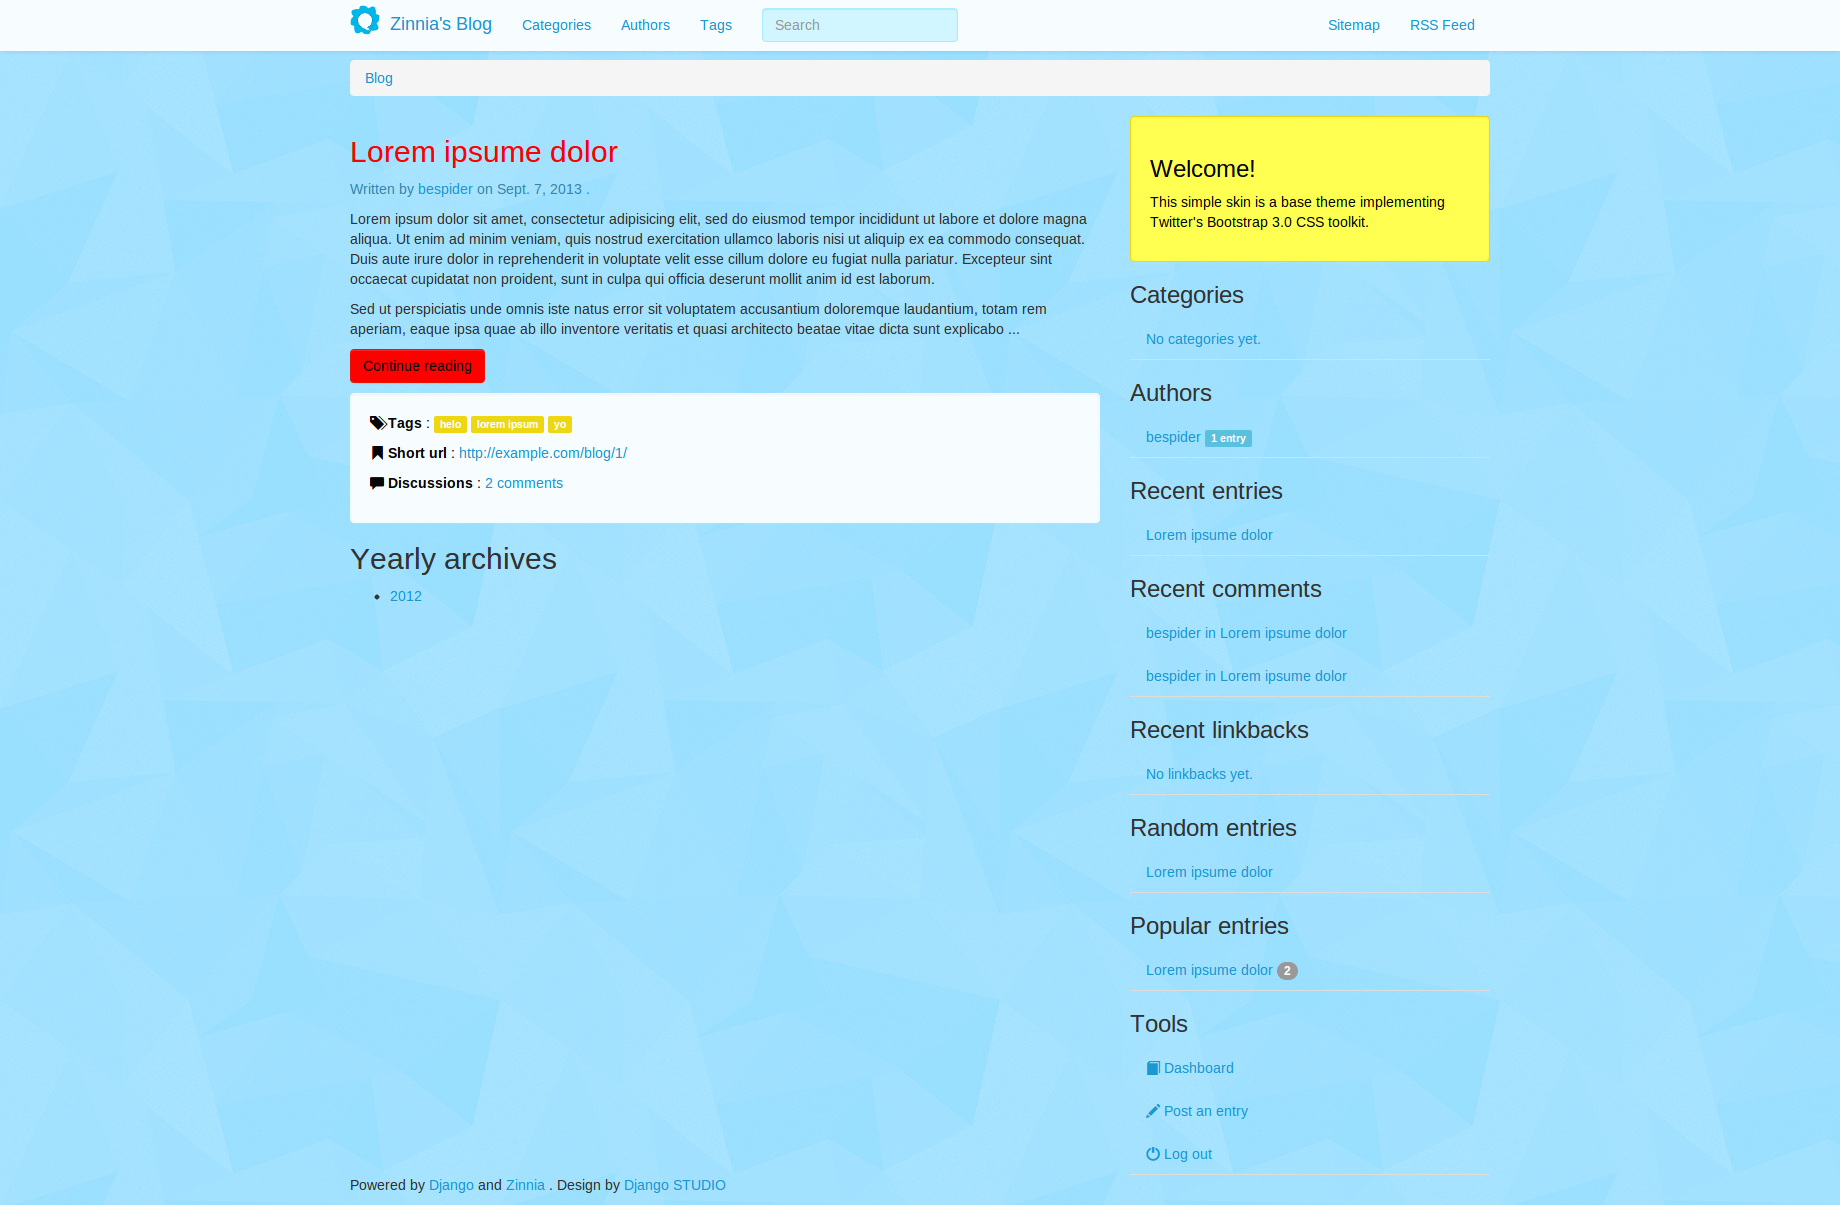 Zinnia's Blog Categories Authors Tags Search Sitemap RSS Feed
Blog
Lorem ipsume dolor
Written by bespider on Sept. 7, 2013 .
Lorem ipsum dolor sit amet, consectetur adipisicing elit, sed do eiusmod tempor incididunt ut labore et dolore magna
aliqua. Ut enim ad minim veniam, quis nostrud exercitation ullamco laboris nisi ut aliquip ex ea commodo consequat.
Duis aute irure dolor in reprehenderit in voluptate velit esse cillum dolore eu fugiat nulla pariatur. Excepteur sint
occaecat cupidatat non proident, sunt in culpa qui officia deserunt mollit anim id est laborum.
Sed ut perspiciatis unde omnis iste natus error sit voluptatem accusantium doloremque laudantium, totam rem
aperiam, eaque ipsa quae ab illo inventore veritatis et quasi architecto beatae vitae dicta sunt explicabo ...
Continue reading
Tags : helo lorem ipsum yo
Short url : http://example.com/blog/1/
Discussions : 2 comments
Yearly archives
2012
Welcome!
This simple skin is a base theme implementing
Twitter's Bootstrap 3.0 CSS toolkit.
Categories
No categories yet.
Authors
bespider 1 entry
Recent entries
Lorem ipsume dolor
Recent comments
bespider in Lorem ipsume dolor
bespider in Lorem ipsume dolor
Recent linkbacks
No linkbacks yet.
Random entries
Lorem ipsume dolor
Popular entries
Lorem ipsume dolor 2
Tools
Dashboard
Post an entry
Log out
Powered by Django and Zinnia . Design by Django STUDIO